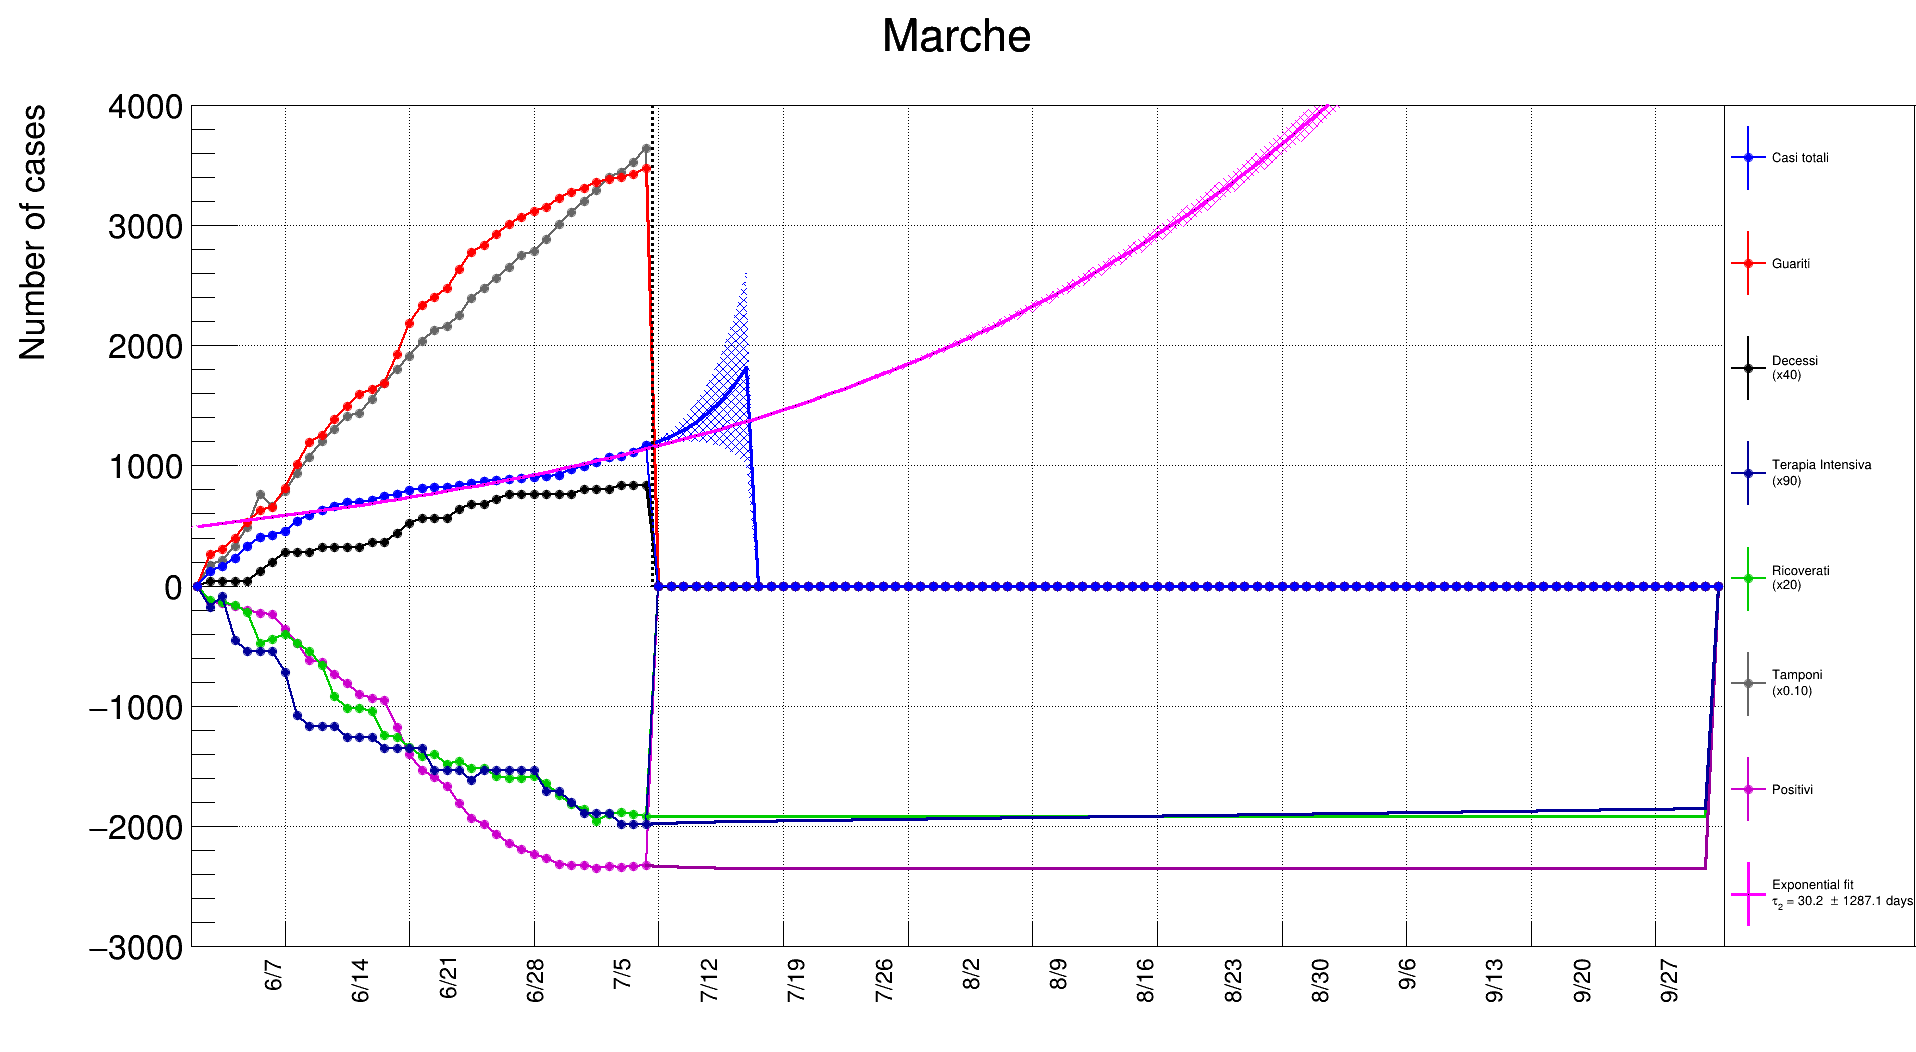 Marche
Number of cases
4000
3000
2000
1000
0
−1000
−2000
−3000
6/7
6/14
6/21
6/28
7/5
7/12
7/19
7/26
8/2
8/9
8/16
8/23
8/30
9/6
9/13
9/20
9/27
Casi totali
Guariti
Decessi
(x40)
Terapia Intensiva
(x90)
Ricoverati
(x20)
Tamponi
(x0.10)
Positivi
Exponential fit
τ2 = 30.2 ± 1287.1 days